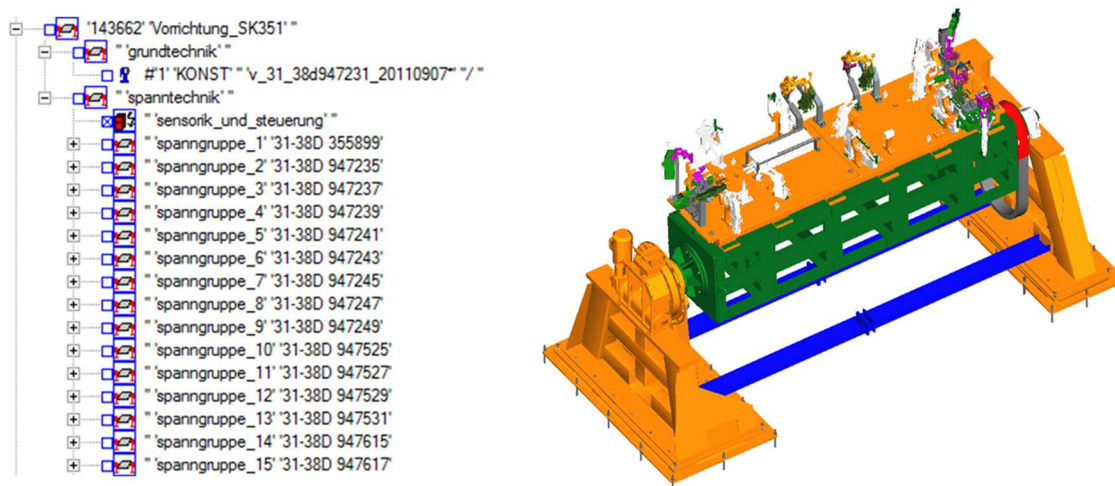 '143662' 'Vorrichtung_SK351' ''
'' 'grundtechnik' ''
#'1' 'KONST' '' 'v_31_38d947231_20110907*' ''/ ''
'' 'spanntechnik' ''
'' 'sensorik_und_steuerung' ''
'' 'spanngruppe_1' '31-38D 355899'
'' 'spanngruppe_2' '31-38D 947235
'' 'spanngruppe_3' '31-38D 947237
'' 'spanngruppe_4' '31-38D 947239
'' 'spanngruppe_5' '31-38D 947241
'' 'spanngruppe_6' '31-38D 947243
'' 'spanngruppe_7' '31-38D 947245
'' 'spanngruppe_8' '31-38D 947247
'' 'spanngruppe_9' '31-38D 947249
'' 'spanngruppe_10' '31-38D 947525
'' 'spanngruppe_11' '31-38D 947527
'' 'spanngruppe_12' '31-38D 947529
'' 'spanngruppe_13' '31-38D 947531
'' 'spanngruppe_14' '31-38D 947615
'' 'spanngruppe_15' '31-38D 947617